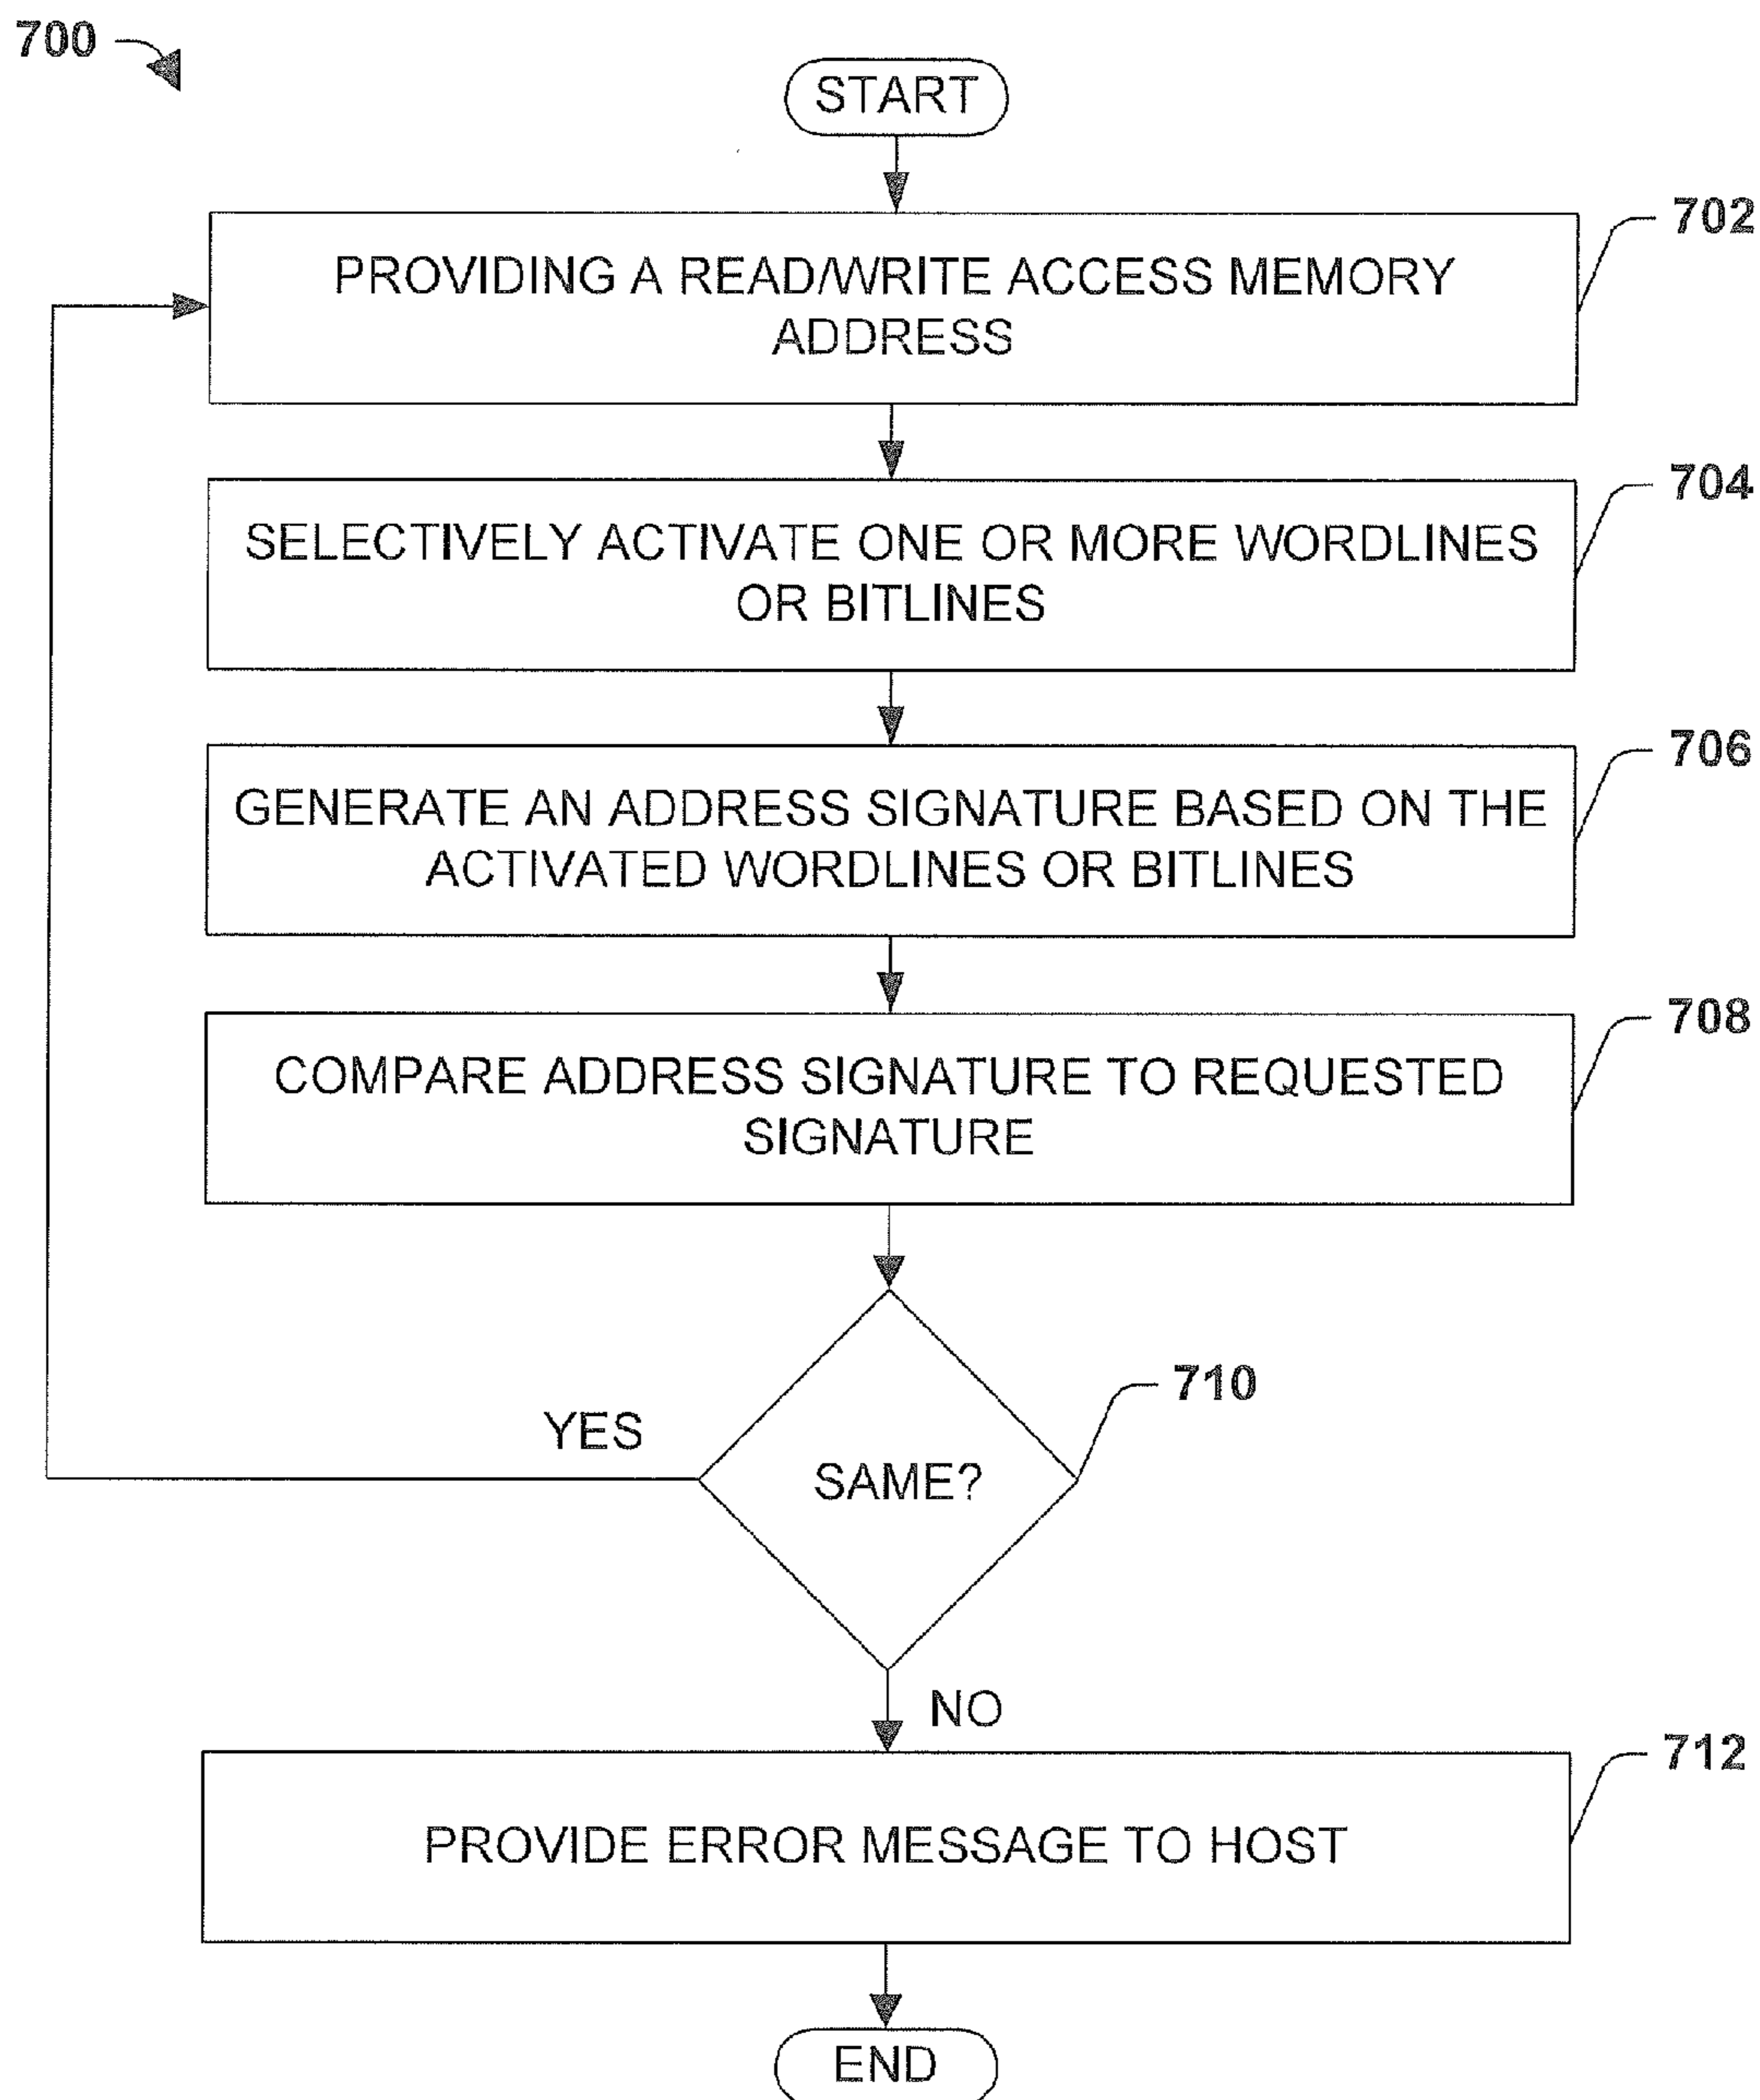 700
START
702
PROVIDING A READ/WRITE ACCESS MEMORY
ADDRESS
704
SELECTIVELY ACTIVATE ONE OR MORE WORDLINES
OR BITLINES
706
GENERATE AN ADDRESS SIGNATURE BASED ON THE
ACTIVATED WORDLINES OR BITLINES
708
COMPARE ADDRESS SIGNATURE TO REQUESTED
SIGNATURE
710
YES
SAME?
NO
712
PROVIDE ERROR MESSAGE TO HOST
END